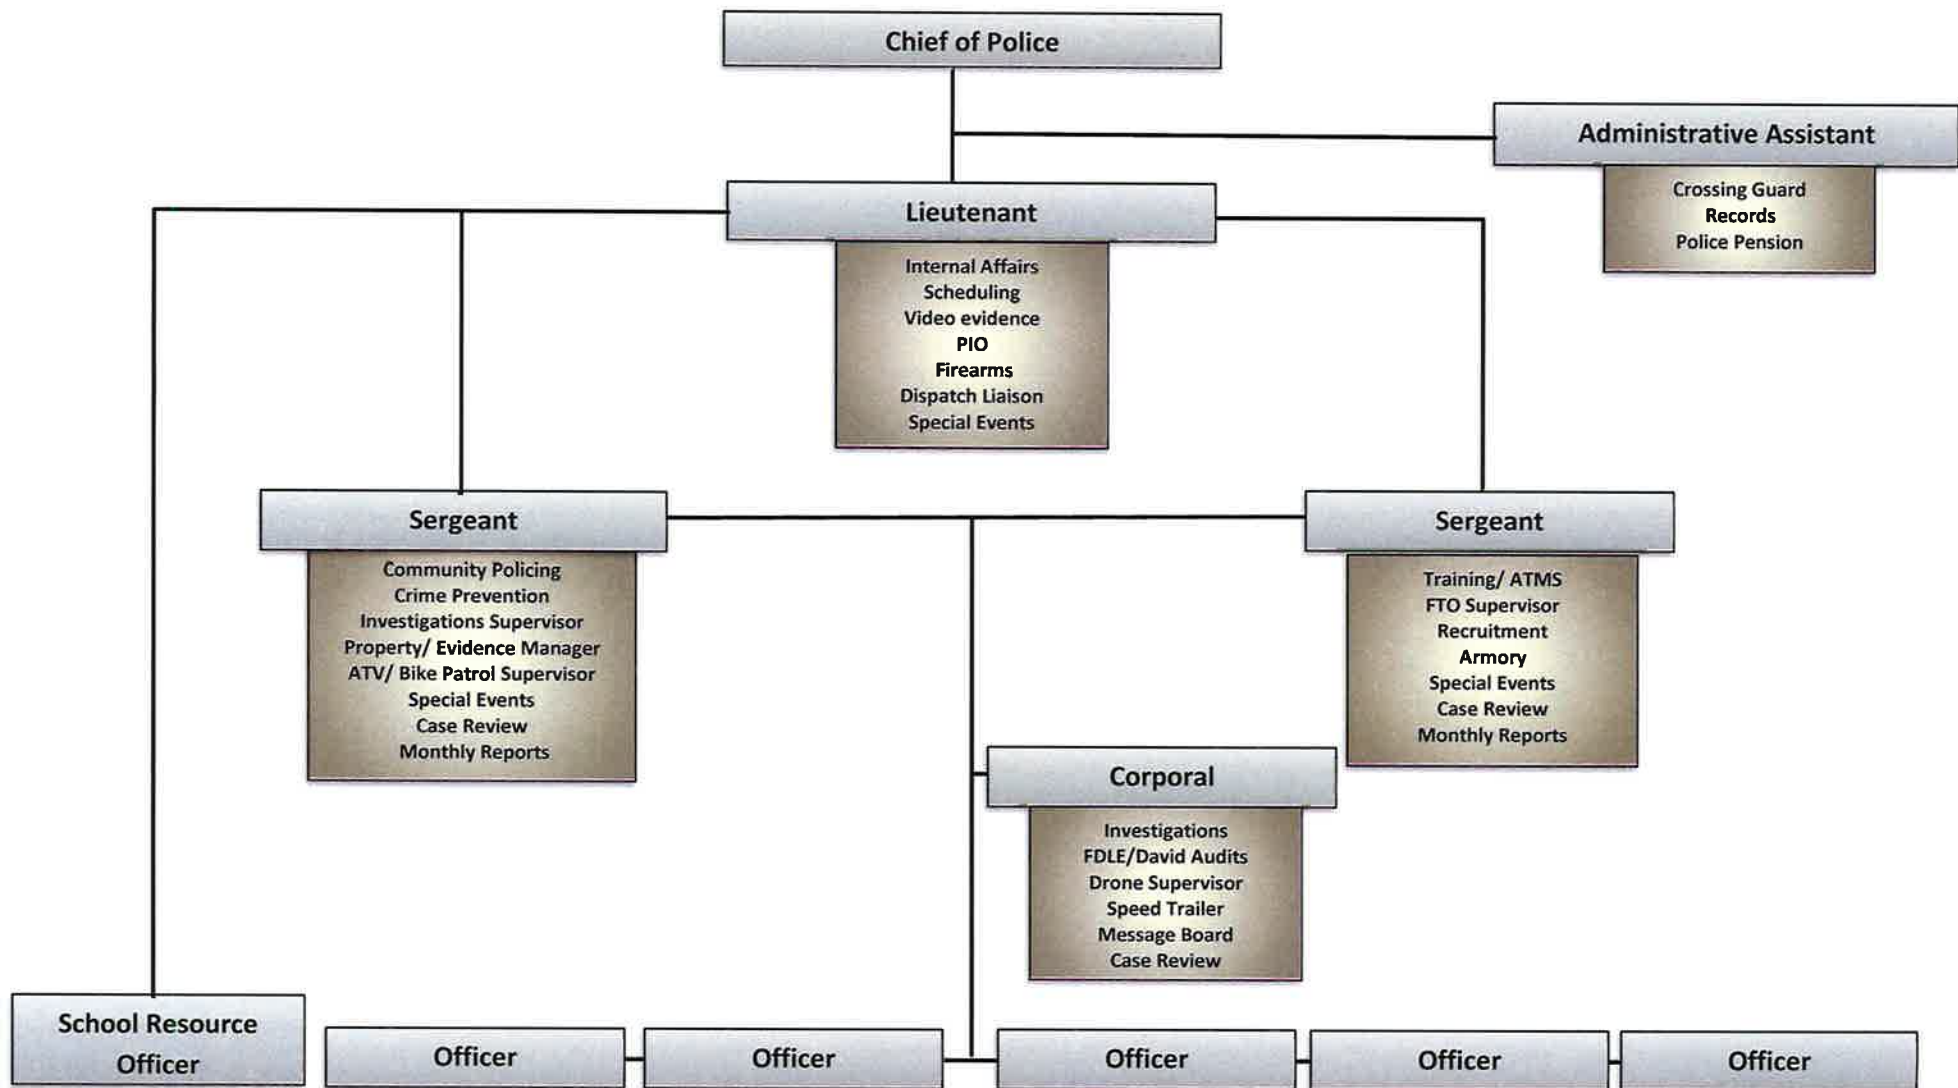 Chief of Police
Administrative Assistant
Crossing Guard
Records
Police Pension
Lieutenant
Internal Affairs
Scheduling
Video evidence
PIO
Firearms
Dispatch Liaison
Special Events
Sergeant
Community Policing
Crime Prevention
Investigations Supervisor
Property/ Evidence Manager
ATV/ Bike Patrol Supervisor
Special Events
Case Review
Monthly Reports
Sergeant
Training/ ATMS
FTO Supervisor
Recruitment
Armory
Special Events
Case Review
Monthly Reports
Corporal
Investigations
FDLE/David Audits
Drone Supervisor
Speed Trailer
Message Board
Case Review
School Resource
Officer
Officer
Officer
Officer
Officer
Officer